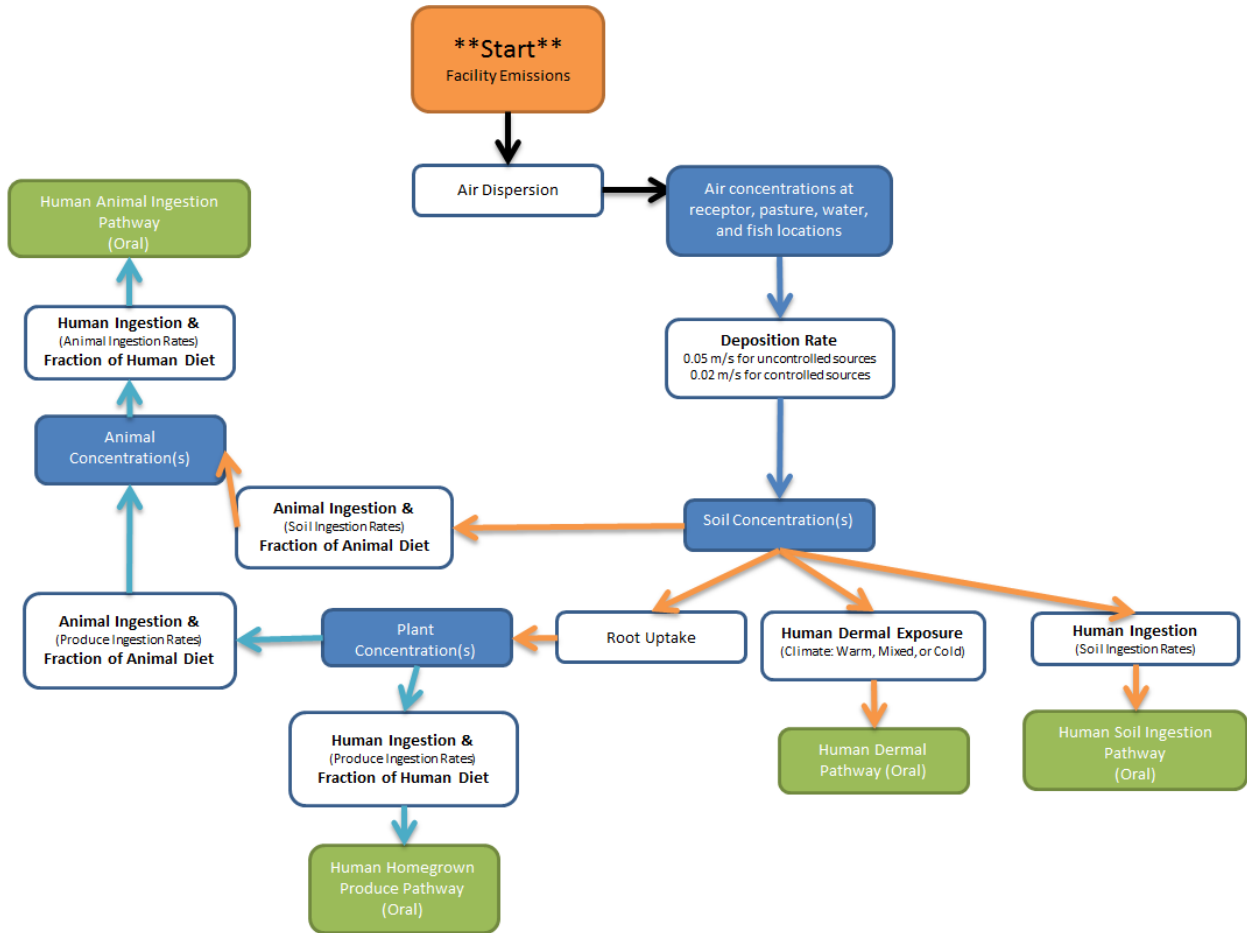 **Start**
Facility Emissions
Air Dispersion
Air concentrations at
receptor, pasture, water,
and fish locations
Human Animal Ingestion
Pathway
(Oral)
Human Ingestion &
(Animal Ingestion Rates)
Fraction of Human Diet
Deposition Rate
0.05 m/s for uncontrolled sources
0.02 m/s for controlled sources
Animal
Concentration(s)
Animal Ingestion &
(Soil Ingestion Rates)
Fraction of Animal Diet
Soil Concentration(s)
Animal Ingestion &
(Produce Ingestion Rates)
Fraction of Animal Diet
Plant
Concentration(s)
Root Uptake
Human Dermal Exposure
(Climate: Warm, Mixed, or Cold)
Human Ingestion
(Soil Ingestion Rates)
Human Ingestion &
(Produce Ingestion Rates)
Fraction of Human Diet
Human Dermal
Pathway (Oral)
Human Soil Ingestion
Pathway
(Oral)
Human Homegrown
Produce Pathway
(Oral)